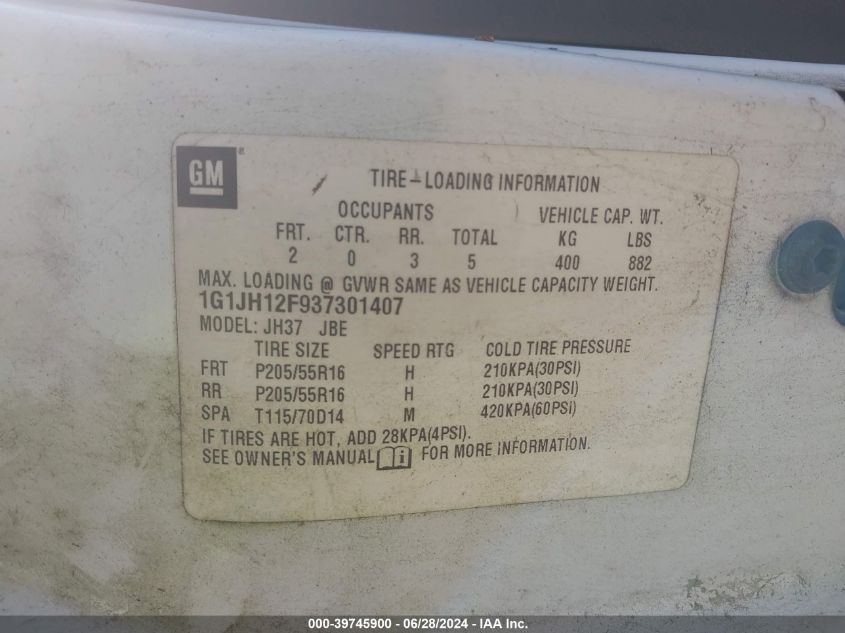 GM
TIRE-LOADING INFORMATION
OCCUPANTS VEHICLE CAP. WT.
FRT. CTR. RR. TOTAL KG LBS
2 0 3 5 400 882
MAX. LOADING @ GVWR SAME AS VEHICLE CAPACITY WEIGHT.
1G1JH12F937301407
MODEL: JH37 JBE
TIRE SIZE SPEED RTG COLD TIRE PRESSURE
FRT P205/55R16 H 210KPA(30PSI)
RR P205/55R16 H 210KPA(30PSI)
SPA T115/70D14 M 420KPA(60PSI)
IF TIRES ARE HOT, ADD 28KPA(4PSI).
SEE OWNER'S MANUAL i FOR MORE INFORMATION.
000-39745900 / 06/28/2024 / IAA Inc.